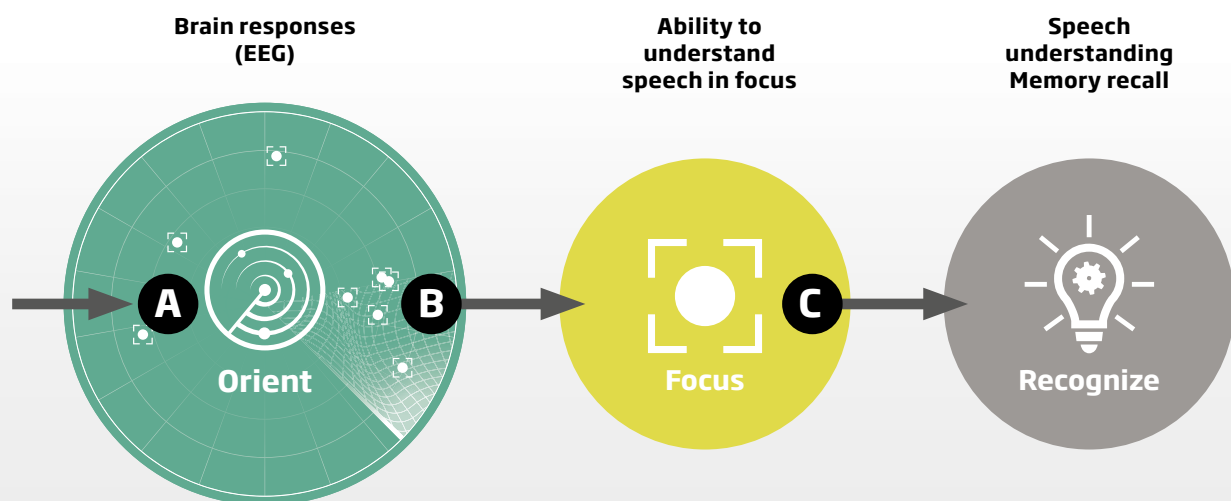 Brain responses
(EEG)
Ability to
understand
speech in focus
Speech
understanding
Memory recall
A
B
C
Orient
Focus
Recognize